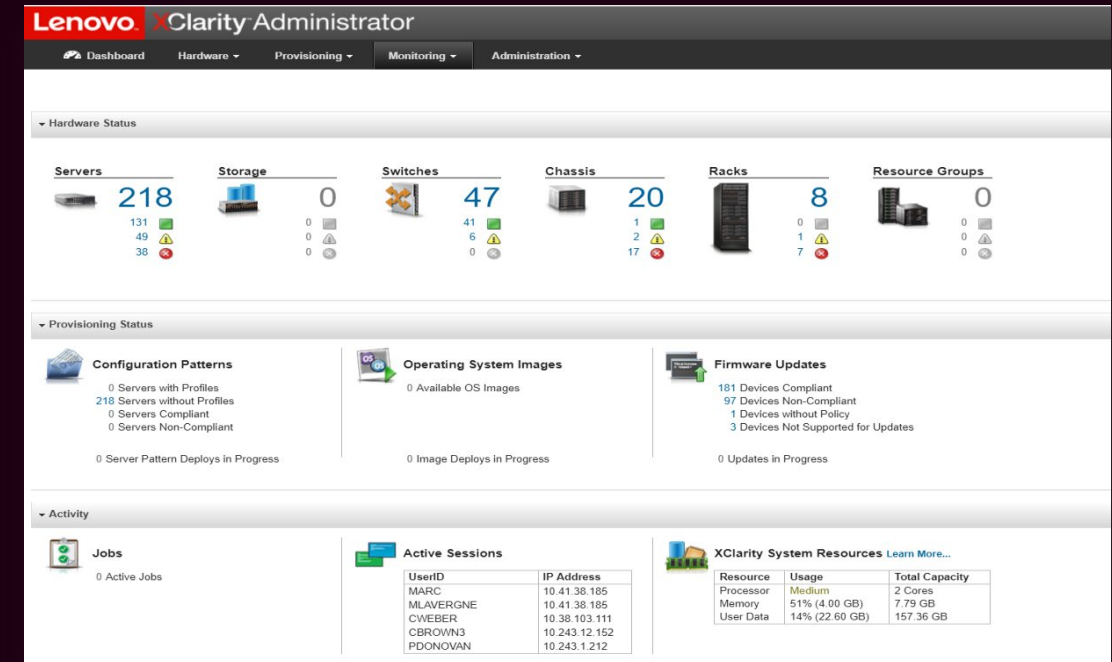 Lenovo. XClarity Administrator
Dashboard Hardware Provisioning Monitoring Administration
Hardware Status
Servers Storage Switches Chassis Racks Resource Groups
218 0 47 20 8 0
131 0 41 1 0 0
49 0 6 2 1 0
38 0 0 17 7 0
Provisioning Status
Configuration Patterns
0 Servers with Profiles
218 Servers without Profiles
0 Servers Compliant
0 Servers Non-Compliant
0 Server Pattern Deploys in Progress
Operating System Images
0 Available OS Images
0 Image Deploys in Progress
Firmware Updates
181 Devices Compliant
97 Devices Non-Compliant
1 Devices without Policy
3 Devices Not Supported for Updates
0 Updates in Progress
Activity
Jobs
0 Active Jobs
Active Sessions
UserID IP Address
MARC 10.41.38.185
MLAVERGNE 10.41.38.185
CWEBER 10.38.103.111
CBROWN3 10.243.12.152
PDONOVAN 10.243.1.212
XClarity System Resources Learn More...
Resource Usage Total Capacity
Processor Medium 2 Cores
Memory 51% (4.00 GB) 7.79 GB
User Data 14% (22.60 GB) 157.36 GB